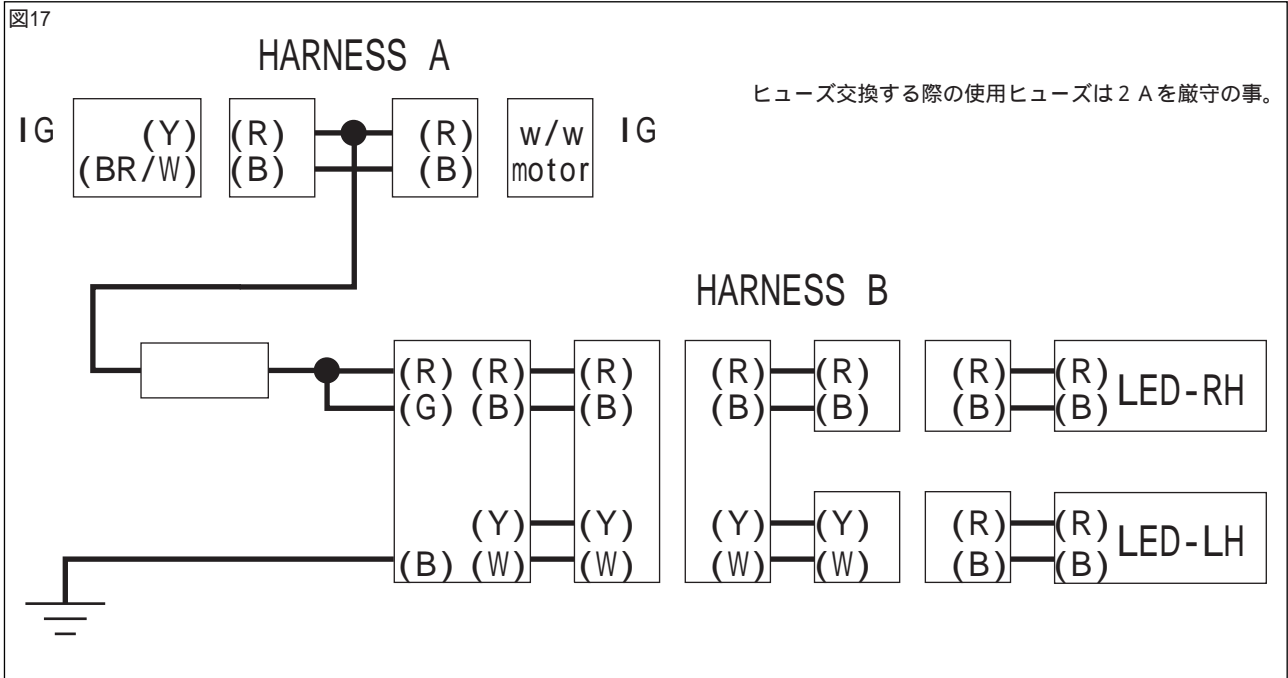 図17
HARNESS A
ヒューズ交換する際の使用ヒューズは2Aを厳守の事。
IG (Y) (R) (R) w/w IG
(BR/W) (B) (B) motor
HARNESS B
(R) (R) (R) (R) (R) (R) (R) LED-RH
(G) (B) (B) (B) (B) (B) (B)
(Y) (Y) (Y) (Y) (R) (R) LED-LH
(B) (W) (W) (W) (W) (B) (B)